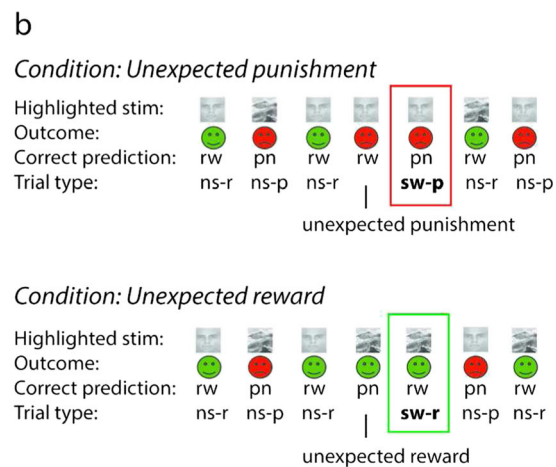 b
Condition: Unexpected punishment
Highlighted stim:
Outcome:
Correct prediction: rw pn rw rw pn rw pn
Trial type: ns-r ns-p ns-r sw-p ns-r ns-p
unexpected punishment
Condition: Unexpected reward
Highlighted stim:
Outcome:
Correct prediction: rw pn rw pn rw pn rw
Trial type: ns-r ns-p ns-r sw-r ns-p ns-r
unexpected reward